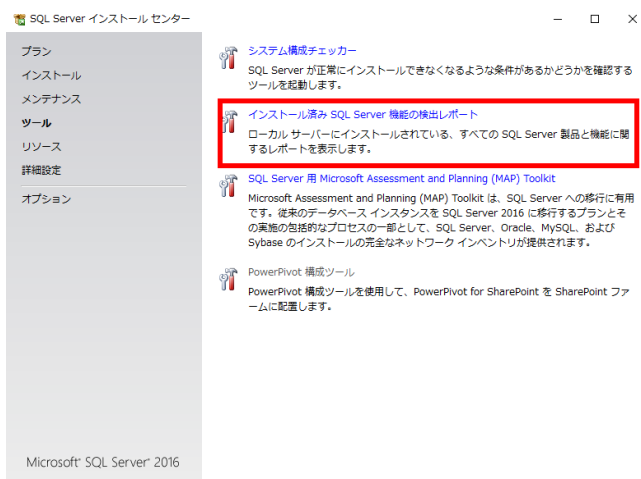 SQL Server インストール センター
プラン
インストール
メンテナンス
ツール
リソース
詳細設定
オプション
システム構成チェッカー
SQL Server が正常にインストールできなくなるような条件があるかどうかを確認する
ツールを起動します。
インストール済み SQL Server 機能の検出レポート
ローカル サーバーにインストールされている、すべての SQL Server 製品と機能に関
するレポートを表示します。
SQL Server 用 Microsoft Assessment and Planning (MAP) Toolkit
Microsoft Assessment and Planning (MAP) Toolkit は、SQL Server への移行に有用
です。従来のデータベース インスタンスを SQL Server 2016 に移行するプランとそ
の実施の包括的なプロセスの一部として、SQL Server、Oracle、MySQL、および
Sybase のインストールの完全なネットワーク インベントリが提供されます。
PowerPivot 構成ツール
PowerPivot 構成ツールを使用して、PowerPivot for SharePoint を SharePoint ファ
ームに配置します。
Microsoft® SQL Server® 2016